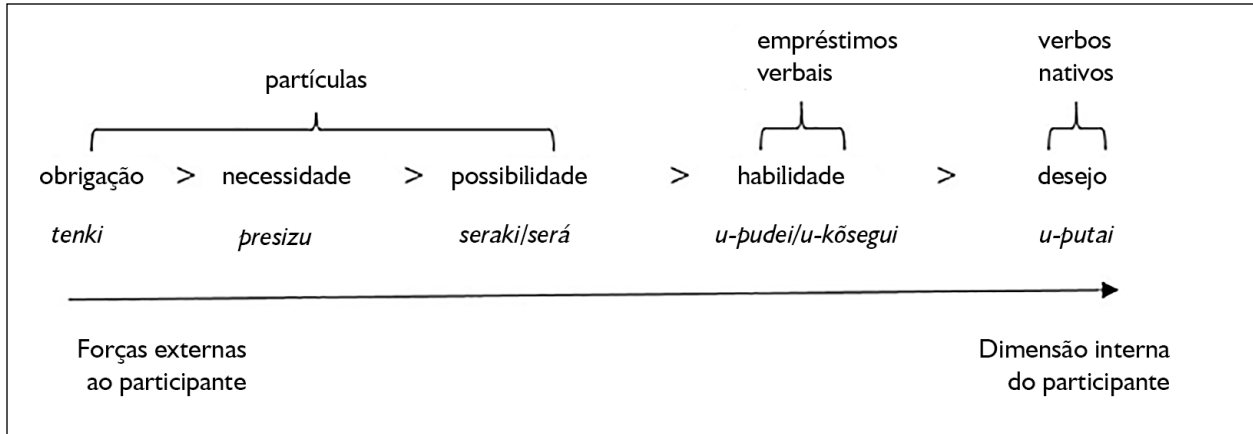 empréstimos
verbais
verbos
nativos
partículas
obrigação > necessidade > possibilidade > habilidade > desejo
tenki presizu seraki/será u-pudei/u-kõsegui u-putai
Forças externas
ao participante
Dimensão interna
do participante